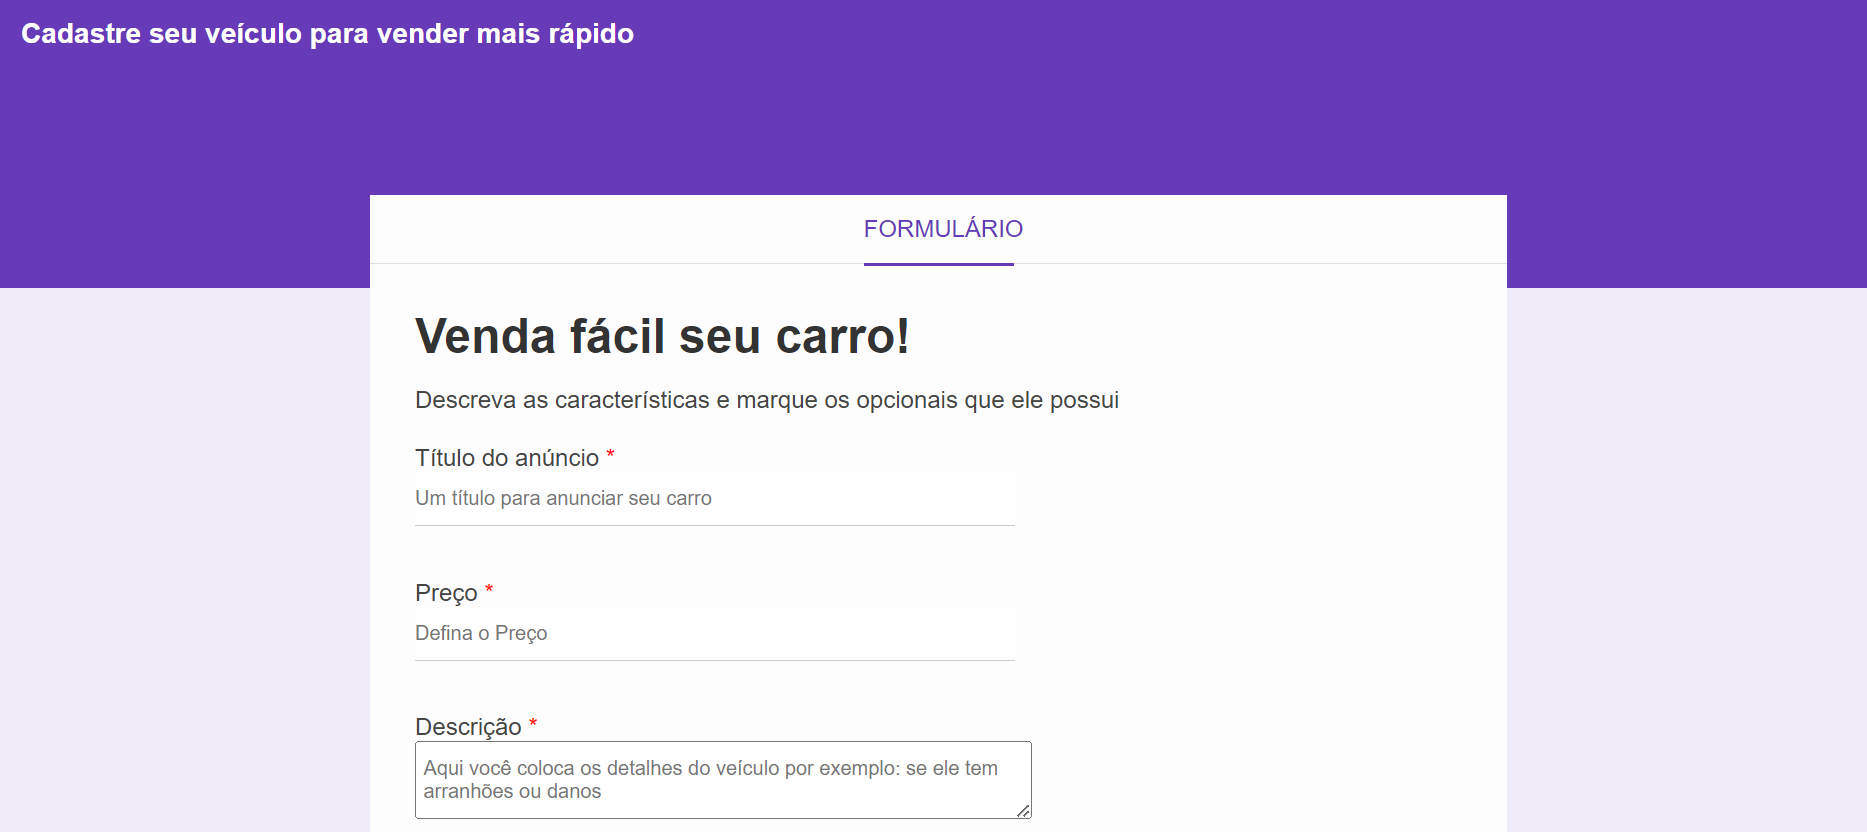 Cadastre seu veículo para vender mais rápido
FORMULÁRIO
Venda fácil seu carro!
Descreva as características e marque os opcionais que ele possui
Título do anúncio *
Um título para anunciar seu carro
Preço *
Defina o Preço
Descrição *
Aqui você coloca os detalhes do veículo por exemplo: se ele tem
arranhões ou danos